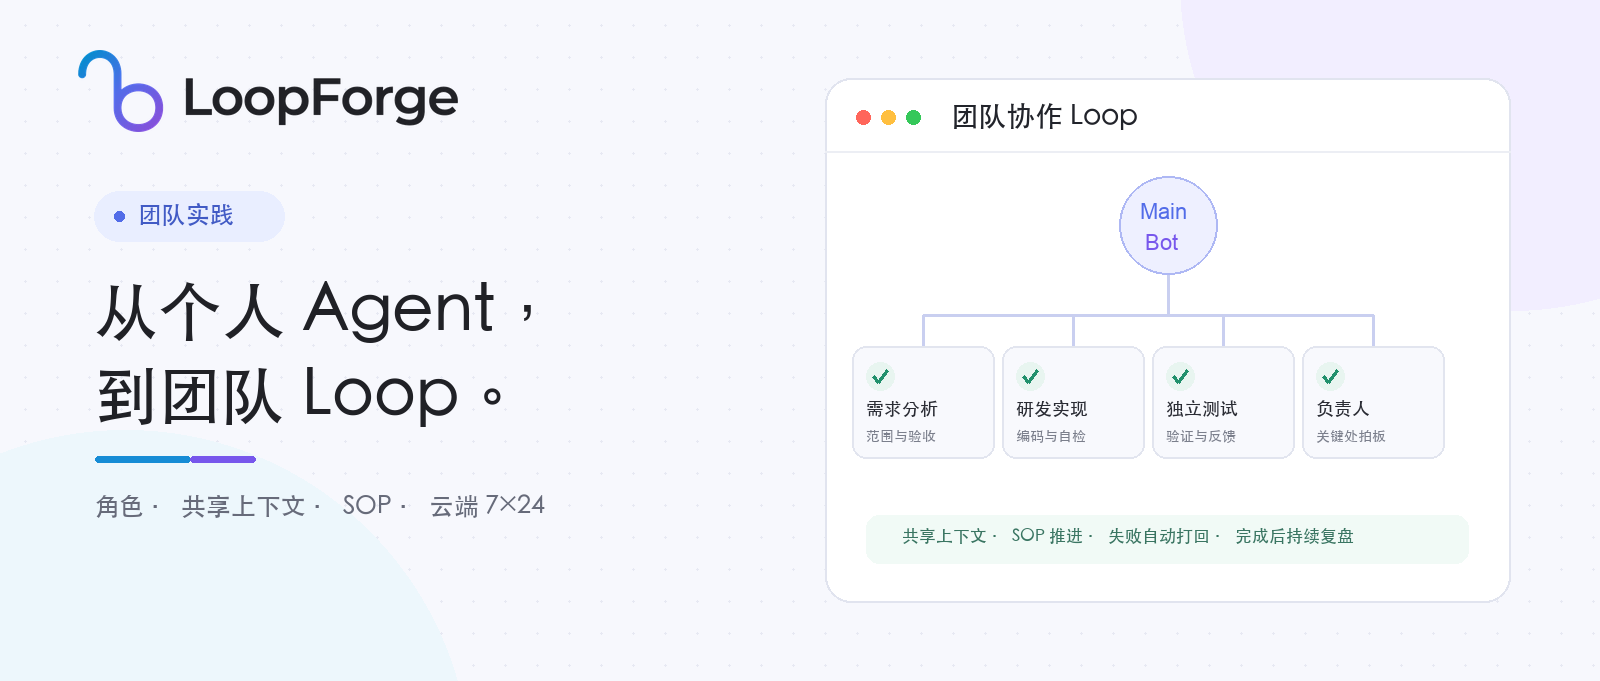 LoopForge
团队实践
从个人 Agent，
到团队 Loop。
角色 · 共享上下文 · SOP · 云端 7×24
团队协作 Loop
Main
Bot
需求分析
范围与验收
研发实现
编码与自检
独立测试
验证与反馈
负责人
关键处拍板
共享上下文 · SOP 推进 · 失败自动打回 · 完成后持续复盘